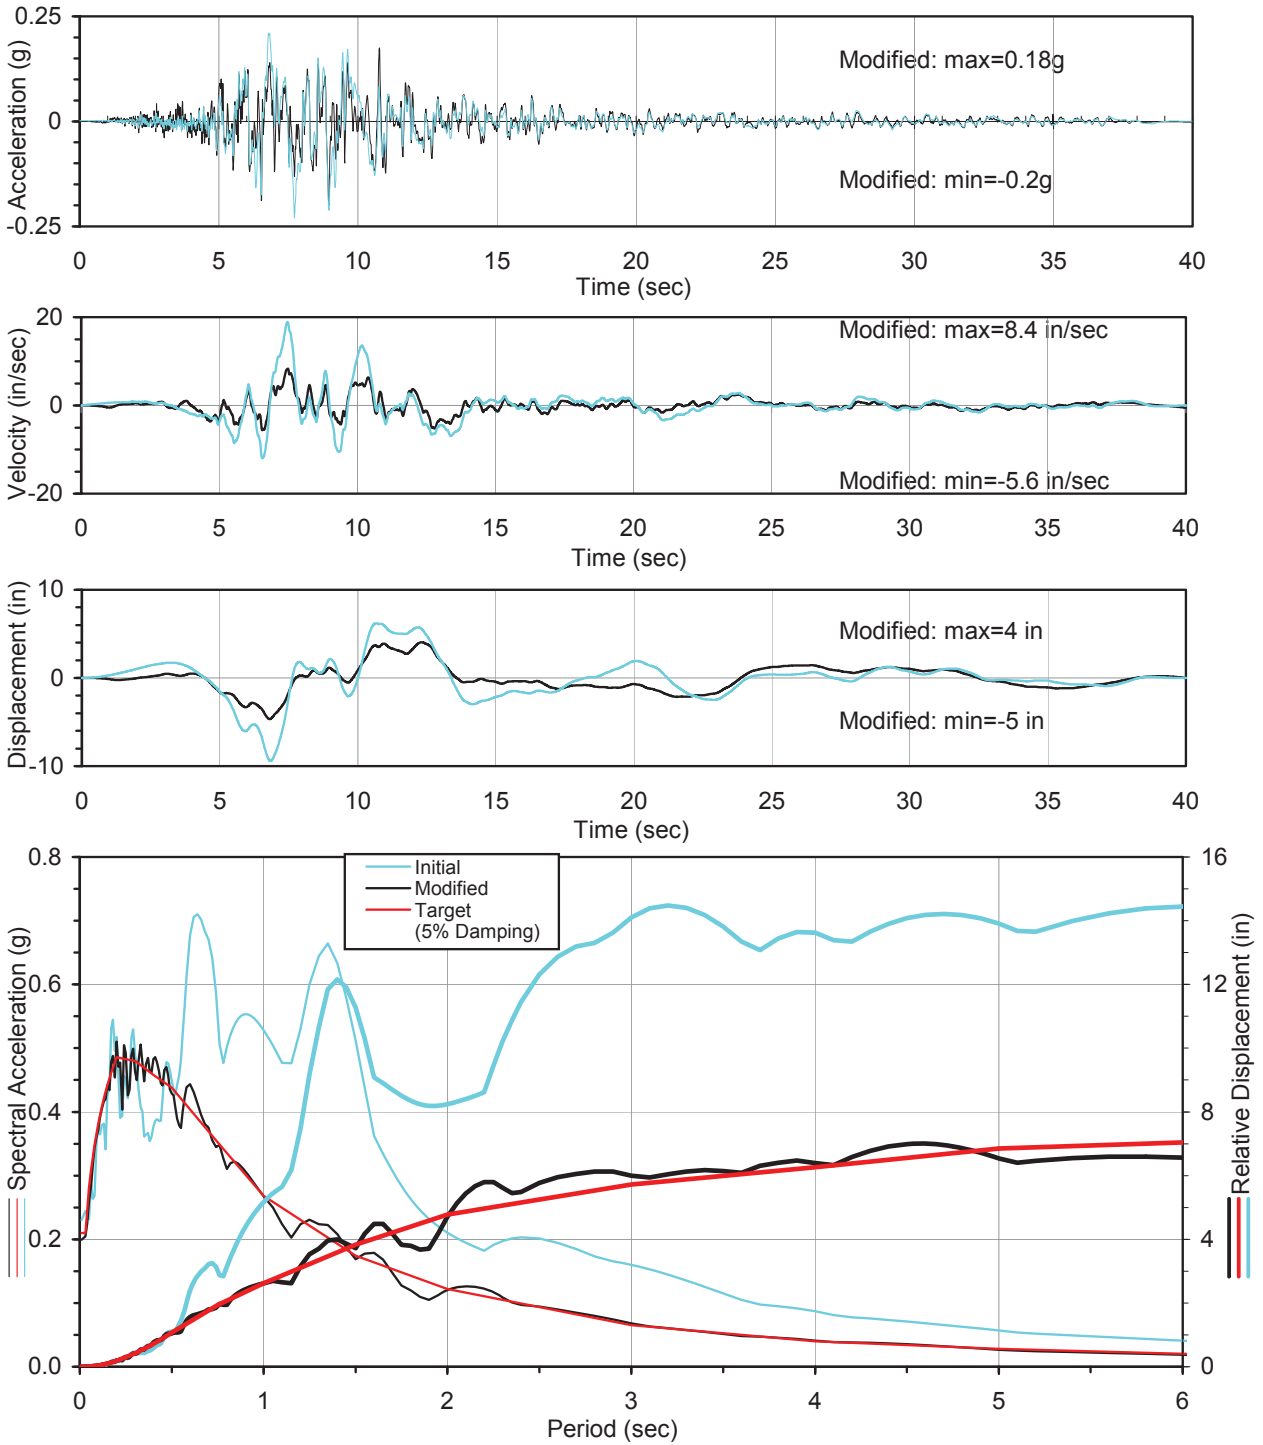 0.25
0
-0.25
Acceleration (g)
Modified: max=0.18g
Modified: min=-0.2g
0 5 10 15 20 25 30 35 40
Time (sec)
20
0
-20
Velocity (in/sec)
Modified: max=8.4 in/sec
Modified: min=-5.6 in/sec
0 5 10 15 20 25 30 35 40
Time (sec)
10
0
-10
Displacement (in)
Modified: max=4 in
Modified: min=-5 in
0 5 10 15 20 25 30 35 40
Time (sec)
0.8
0.6
0.4
0.2
0.0
Spectral Acceleration (g)
Initial
Modified
Target
(5% Damping)
16
12
8
4
0
Relative Displacement (in)
0 1 2 3 4 5 6
Period (sec)